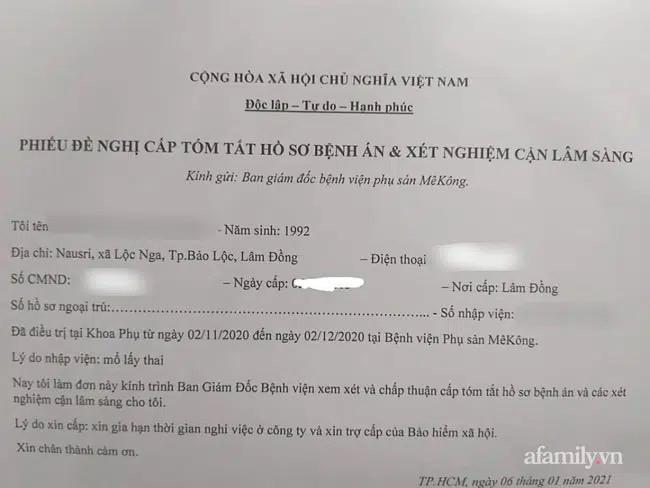 CỘNG HÒA XÃ HỘI CHỦ NGHĨA VIỆT NAM
Độc lập – Tự do – Hạnh phúc
PHIẾU ĐỀ NGHỊ CẤP TÓM TẮT HỒ SƠ BỆNH ÁN & XÉT NGHIỆM CẬN LÂM SÀNG
Kính gửi: Ban giám đốc bệnh viện phụ sản MêKông.
Tôi tên - Năm sinh: 1992
Địa chỉ: Nausri, xã Lộc Nga, Tp.Bảo Lộc, Lâm Đồng – Điện thoại
Số CMND: – Ngày cấp: – Nơi cấp: Lâm Đồng
Số hồ sơ ngoại trú:……………………………………………………... - Số nhập viện:
Đã điều trị tại Khoa Phụ từ ngày 02/11/2020 đến ngày 02/12/2020 tại Bệnh viện Phụ sản MêKông.
Lý do nhập viện: mổ lấy thai
Nay tôi làm đơn này kính trình Ban Giám Đốc Bệnh viện xem xét và chấp thuận cấp tóm tắt hồ sơ bệnh án và các xét
nghiệm cận lâm sàng cho tôi.
Lý do xin cấp: xin gia hạn thời gian nghỉ việc ở công ty và xin trợ cấp của Bảo hiểm xã hội.
Xin chân thành cảm ơn.
afamily.vn
TP.HCM, ngày 06 tháng 01 năm 2021